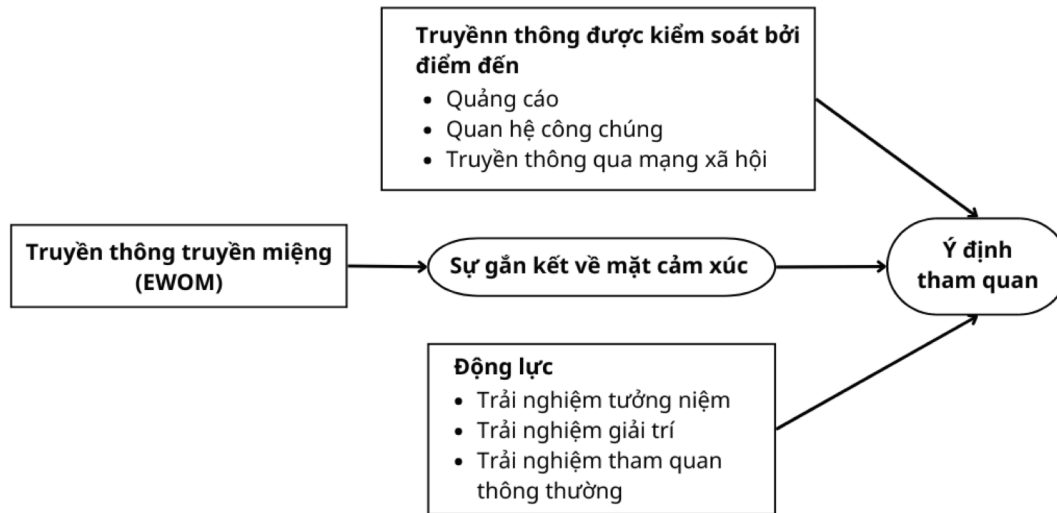 Truyềnn thông được kiểm soát bởi
điểm đến
• Quảng cáo
• Quan hệ công chúng
• Truyền thông qua mạng xã hội
Truyền thông truyền miệng
(EWOM)
Sự gắn kết về mặt cảm xúc
Ý định
tham quan
Động lực
• Trải nghiệm tưởng niệm
• Trải nghiệm giải trí
• Trải nghiệm tham quan
thông thường